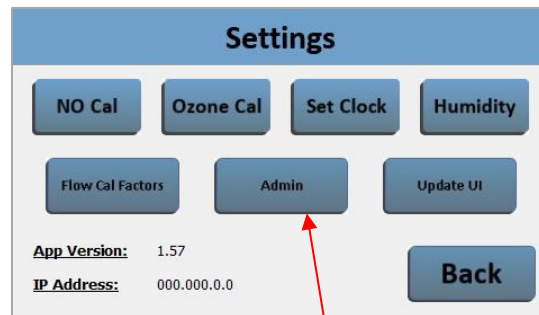 Settings
NO Cal Ozone Cal Set Clock Humidity
Flow Cal Factors Admin Update UI
App Version: 1.57
IP Address: 000.000.0.0
Back